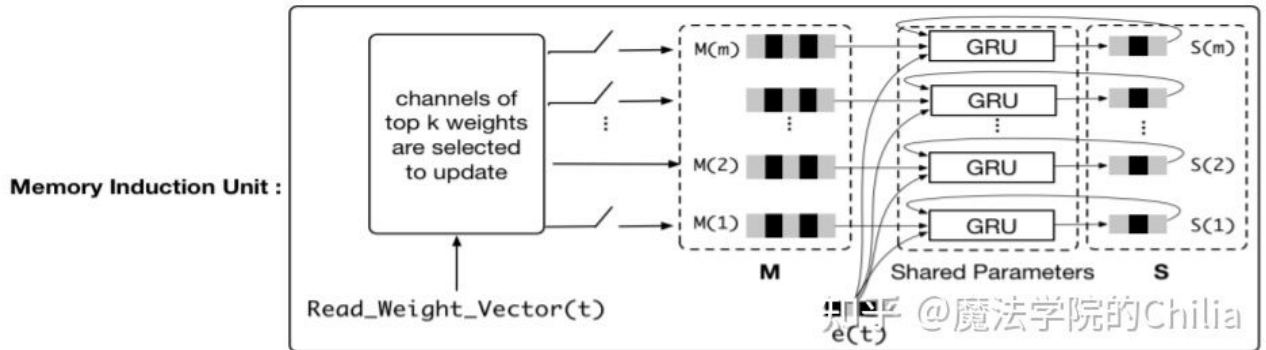 Memory Induction Unit :
channels of
top k weights
are selected
to update
Read_Weight_Vector(t)
M(m)
M(2)
M(1)
M
GRU
GRU
GRU
GRU
Shared Parameters
S(m)
S(2)
S(1)
S
e(t)
知乎 @魔法学院的Chilia